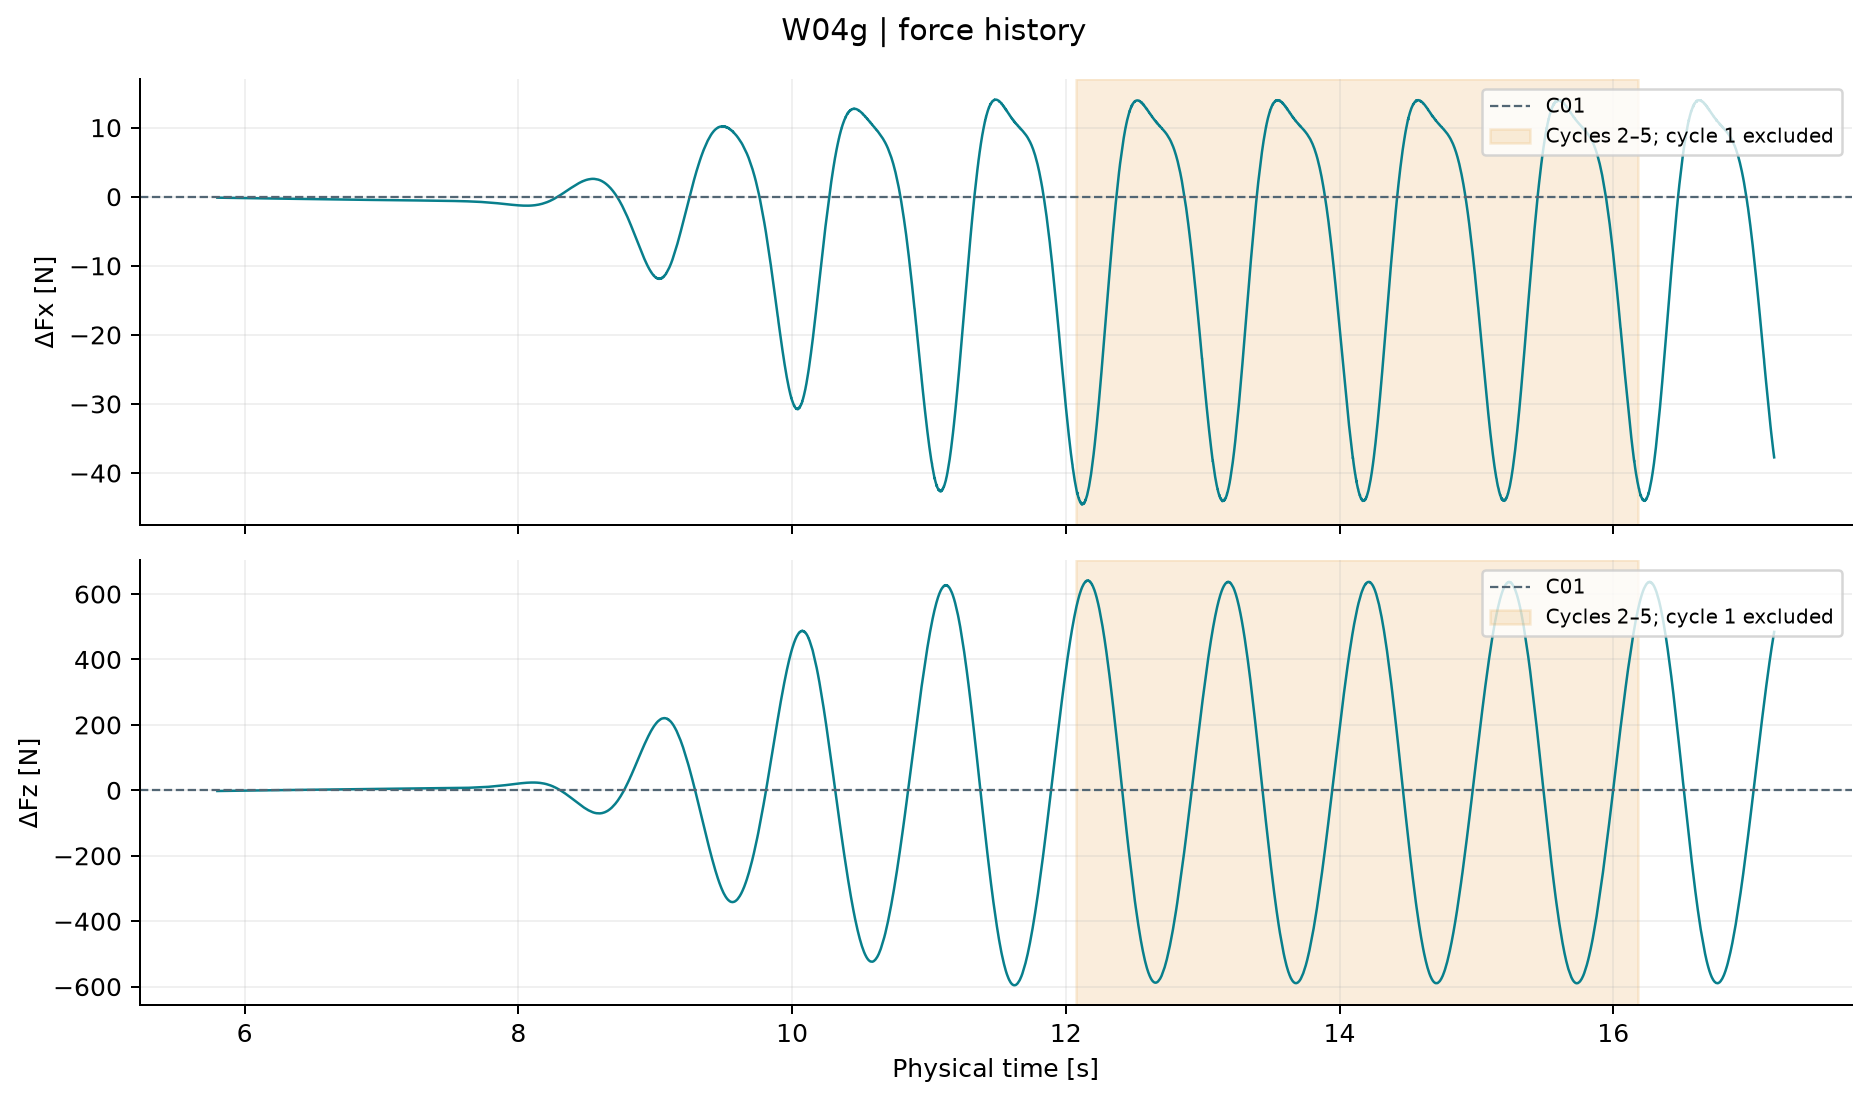 W04g | force history
ΔFx [N]
10
0
−10
−20
−30
−40
C01
Cycles 2–5; cycle 1 excluded
ΔFz [N]
600
400
200
0
−200
−400
−600
C01
Cycles 2–5; cycle 1 excluded
6 8 10 12 14 16
Physical time [s]